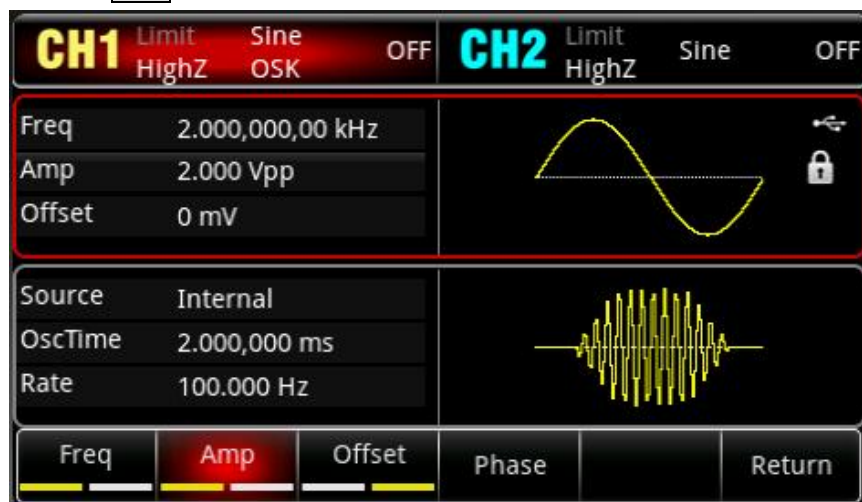 CH1 Limit Sine OFF CH2 Limit Sine OFF
HighZ OSK HighZ
Freq 2.000,000,00 kHz
Amp 2.000 Vpp
Offset 0 mV
Source Internal
OscTime 2.000,000 ms
Rate 100.000 Hz
Freq Amp Offset Phase Return